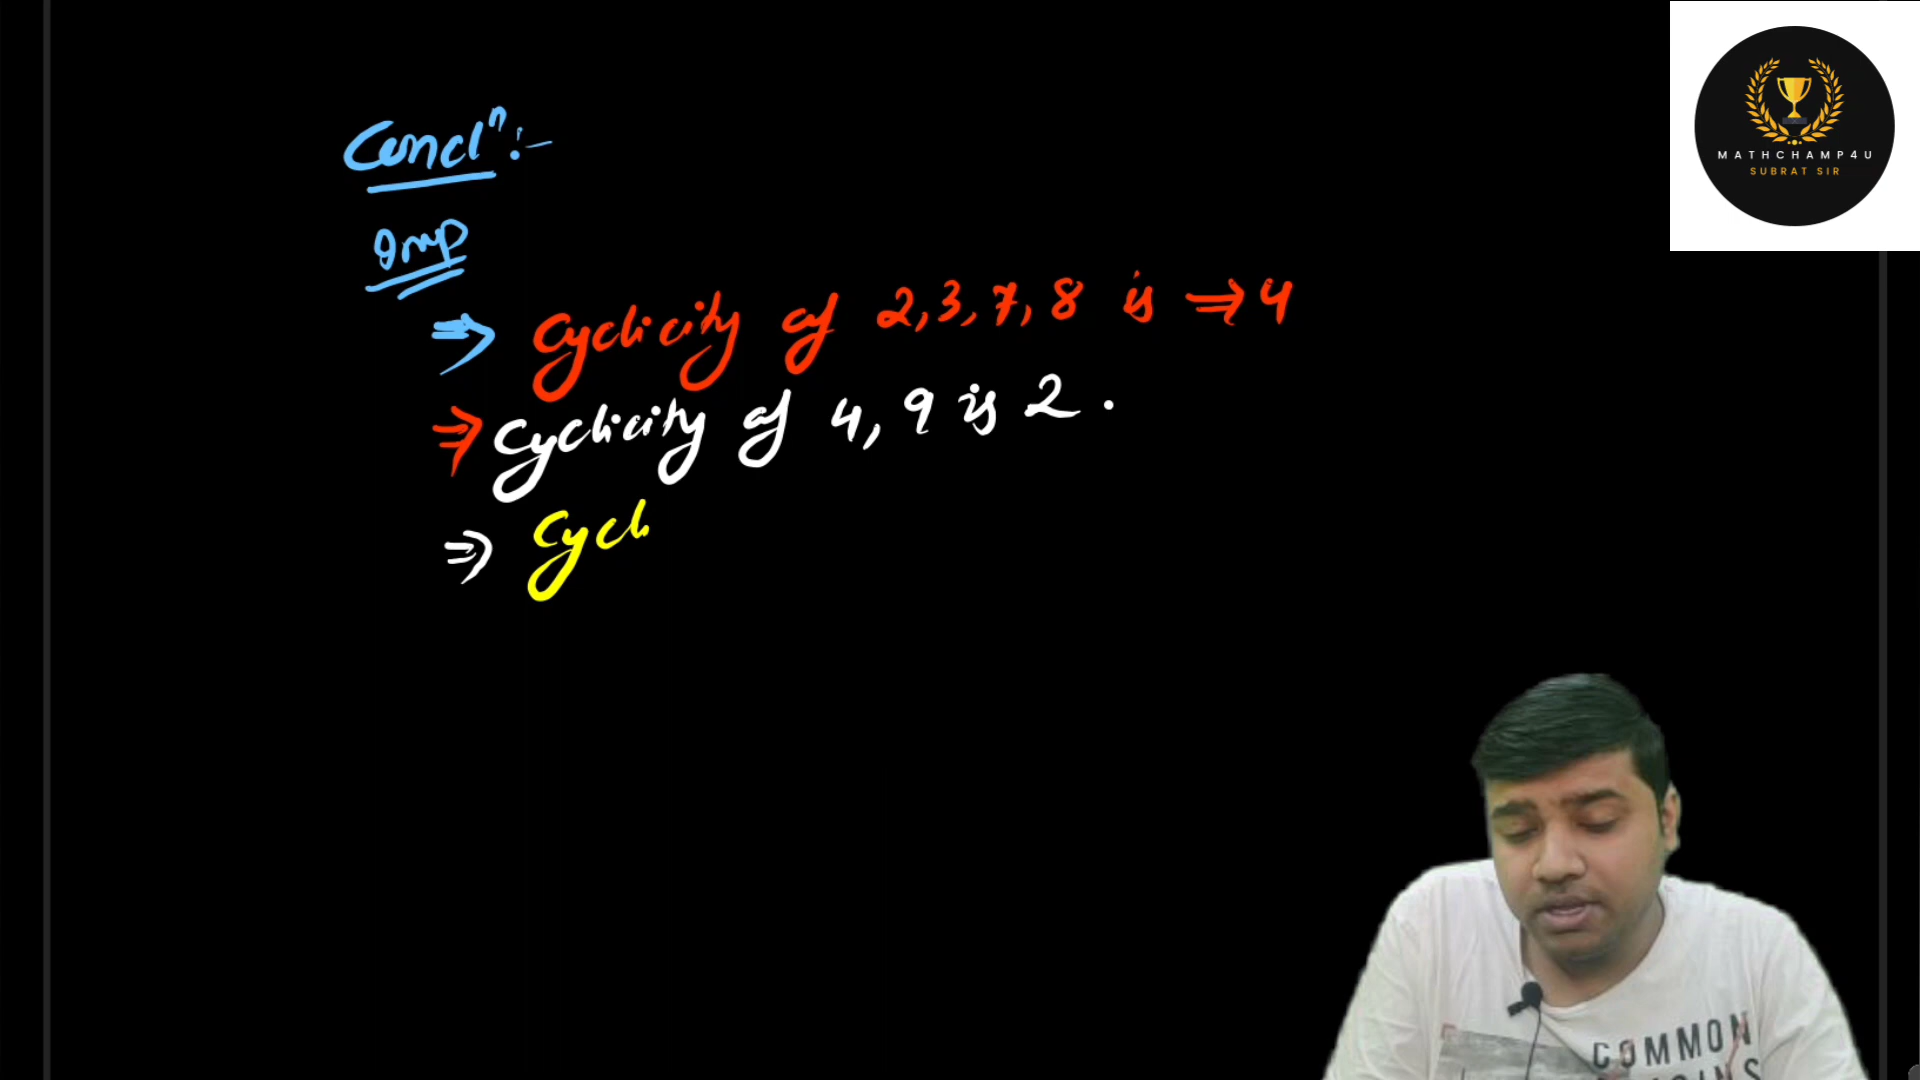 Concl^n :-
Imp
⇒ Cyclicity of 2, 3, 7, 8 is ⇒ 4
⇒ Cyclicity of 4, 9 is 2.
⇒ Cycli
MATHCHAMP4U
SUBRAT SIR
COMMON